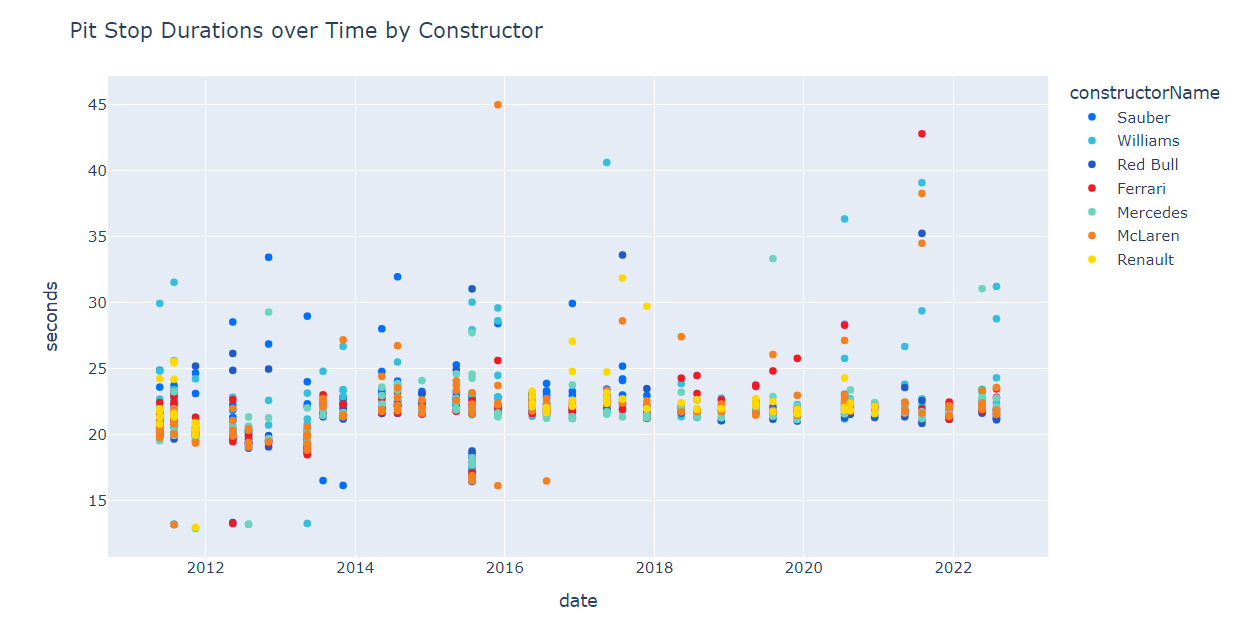 Pit Stop Durations over Time by Constructor
constructorName
Sauber
Williams
Red Bull
Ferrari
Mercedes
McLaren
Renault
seconds
45
40
35
30
25
20
15
2012
2014
2016
2018
2020
2022
date